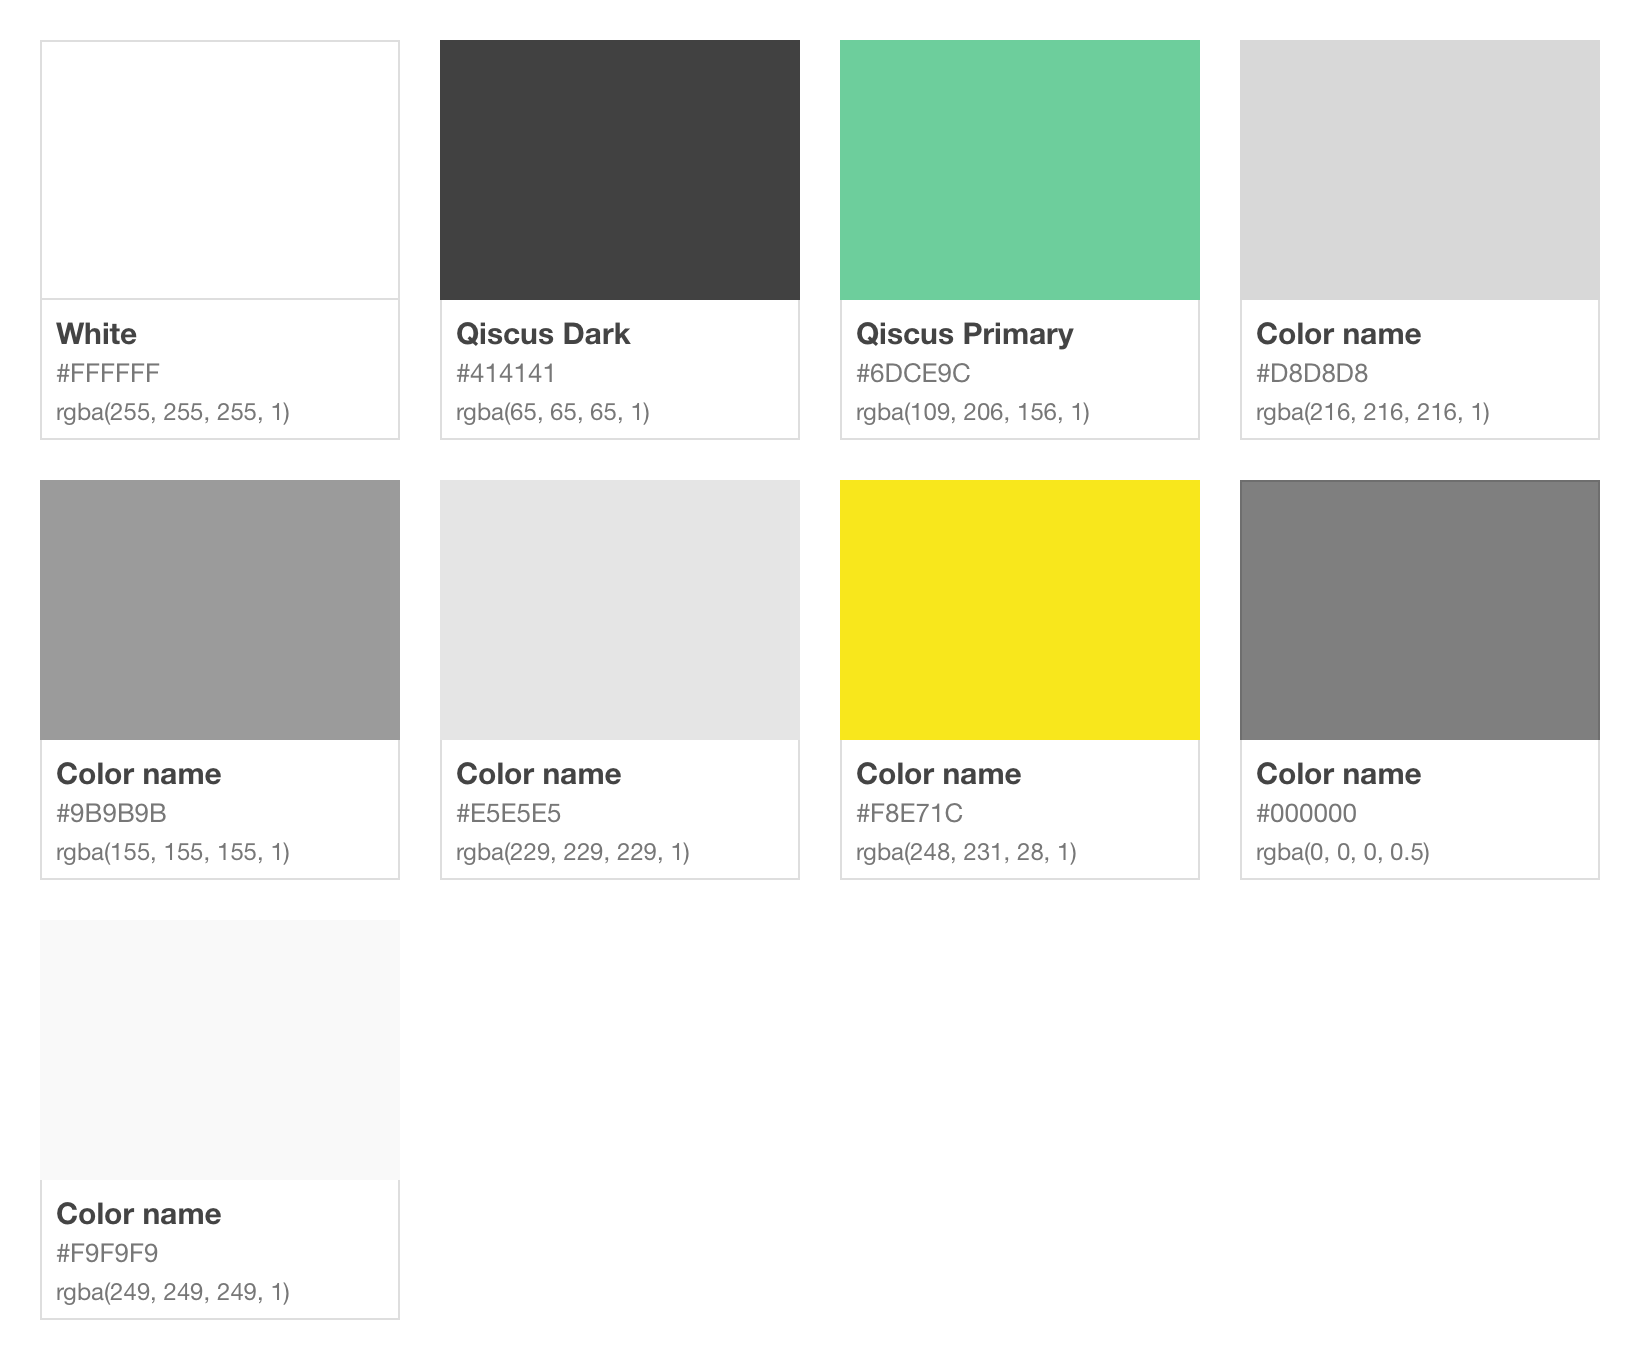 White
#FFFFFF
rgba(255, 255, 255, 1)
Qiscus Dark
#414141
rgba(65, 65, 65, 1)
Qiscus Primary
#6DCE9C
rgba(109, 206, 156, 1)
Color name
#D8D8D8
rgba(216, 216, 216, 1)
Color name
#9B9B9B
rgba(155, 155, 155, 1)
Color name
#E5E5E5
rgba(229, 229, 229, 1)
Color name
#F8E71C
rgba(248, 231, 28, 1)
Color name
#000000
rgba(0, 0, 0, 0.5)
Color name
#F9F9F9
rgba(249, 249, 249, 1)